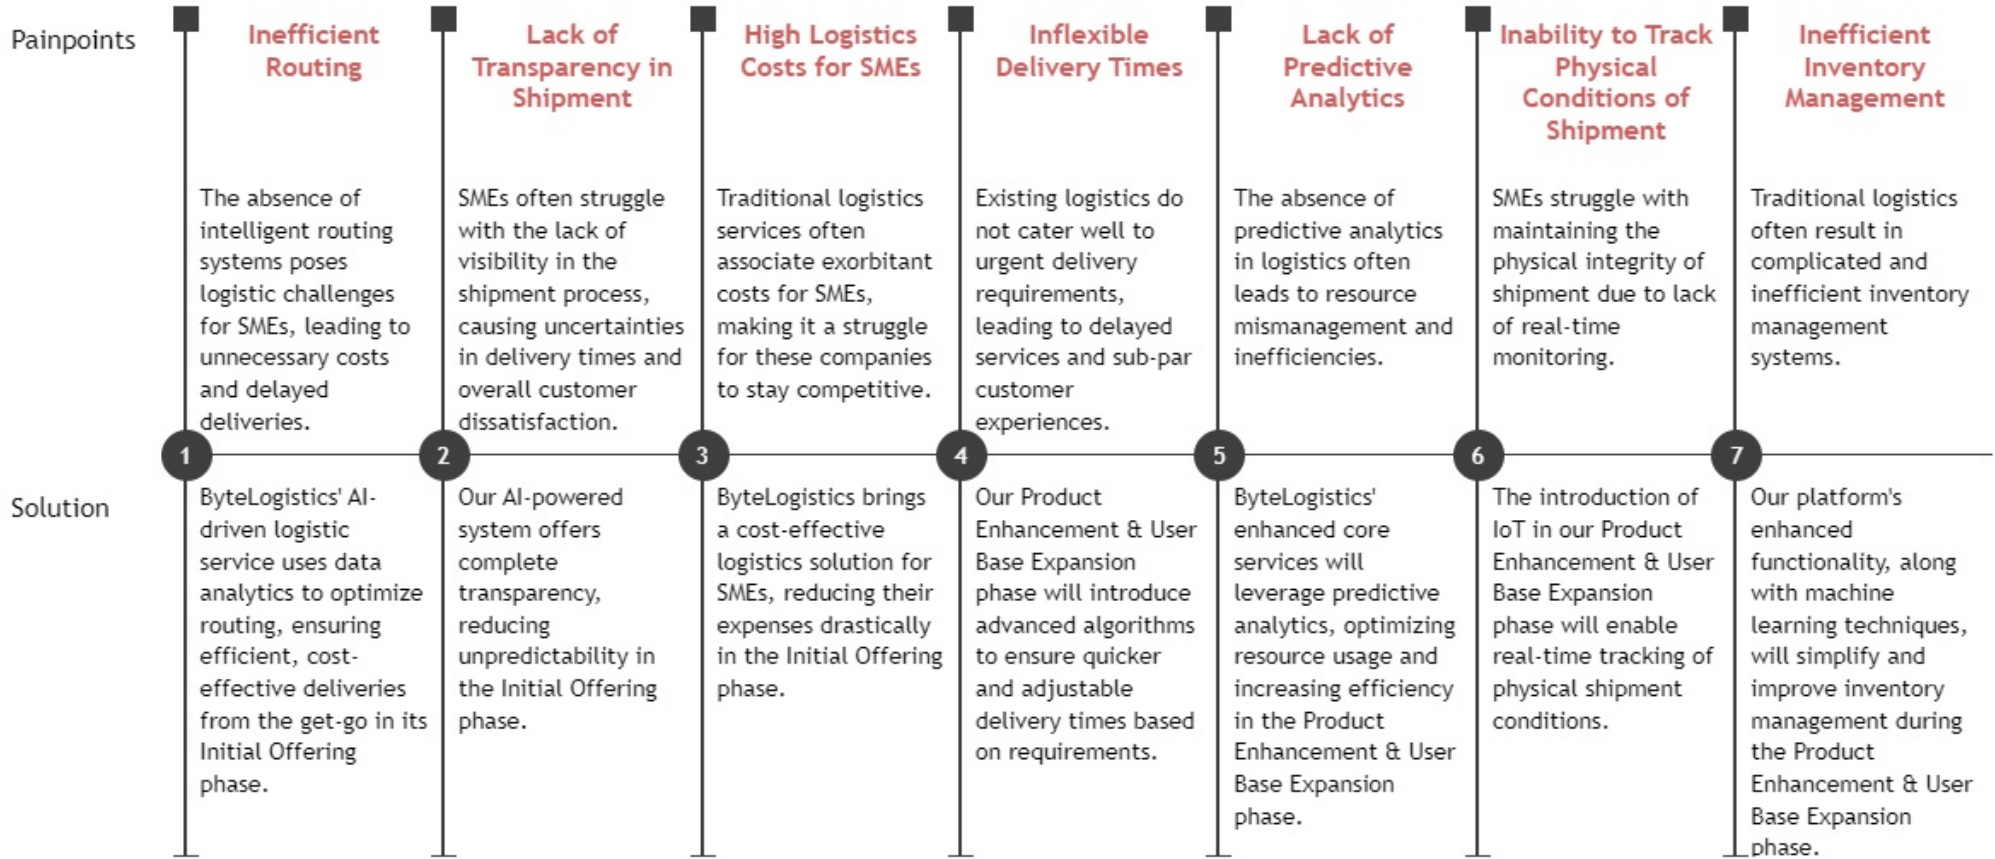 Painpoints
Inefficient
Routing
The absence of
intelligent routing
systems poses
logistic challenges
for SMEs, leading to
unnecessary costs
and delayed
deliveries.
Lack of
Transparency in
Shipment
SMEs often struggle
with the lack of
visibility in the
shipment process,
causing uncertainties
in delivery times and
overall customer
dissatisfaction.
High Logistics
Costs for SMEs
Traditional logistics
services often
associate exorbitant
costs for SMEs,
making it a struggle
for these companies
to stay competitive.
Inflexible
Delivery Times
Existing logistics do
not cater well to
urgent delivery
requirements,
leading to delayed
services and sub-par
customer
experiences.
Lack of
Predictive
Analytics
The absence of
predictive analytics
in logistics often
leads to resource
mismanagement and
inefficiencies.
Inability to Track
Physical
Conditions of
Shipment
SMEs struggle with
maintaining the
physical integrity of
shipment due to lack
of real-time
monitoring.
Inefficient
Inventory
Management
Traditional logistics
often result in
complicated and
inefficient inventory
management
systems.
1
2
3
4
5
6
7
Solution
ByteLogistics' AI-
driven logistic
service uses data
analytics to optimize
routing, ensuring
efficient, cost-
effective deliveries
from the get-go in its
Initial Offering
phase.
Our AI-powered
system offers
complete
transparency,
reducing
unpredictability in
the Initial Offering
phase.
ByteLogistics brings
a cost-effective
logistics solution for
SMEs, reducing their
expenses drastically
in the Initial Offering
phase.
Our Product
Enhancement & User
Base Expansion
phase will introduce
advanced algorithms
to ensure quicker
and adjustable
delivery times based
on requirements.
ByteLogistics'
enhanced core
services will
leverage predictive
analytics, optimizing
resource usage and
increasing efficiency
in the Product
Enhancement & User
Base Expansion
phase.
The introduction of
IoT in our Product
Enhancement & User
Base Expansion
phase will enable
real-time tracking of
physical shipment
conditions.
Our platform's
enhanced
functionality, along
with machine
learning techniques,
will simplify and
improve inventory
management during
the Product
Enhancement & User
Base Expansion
phase.